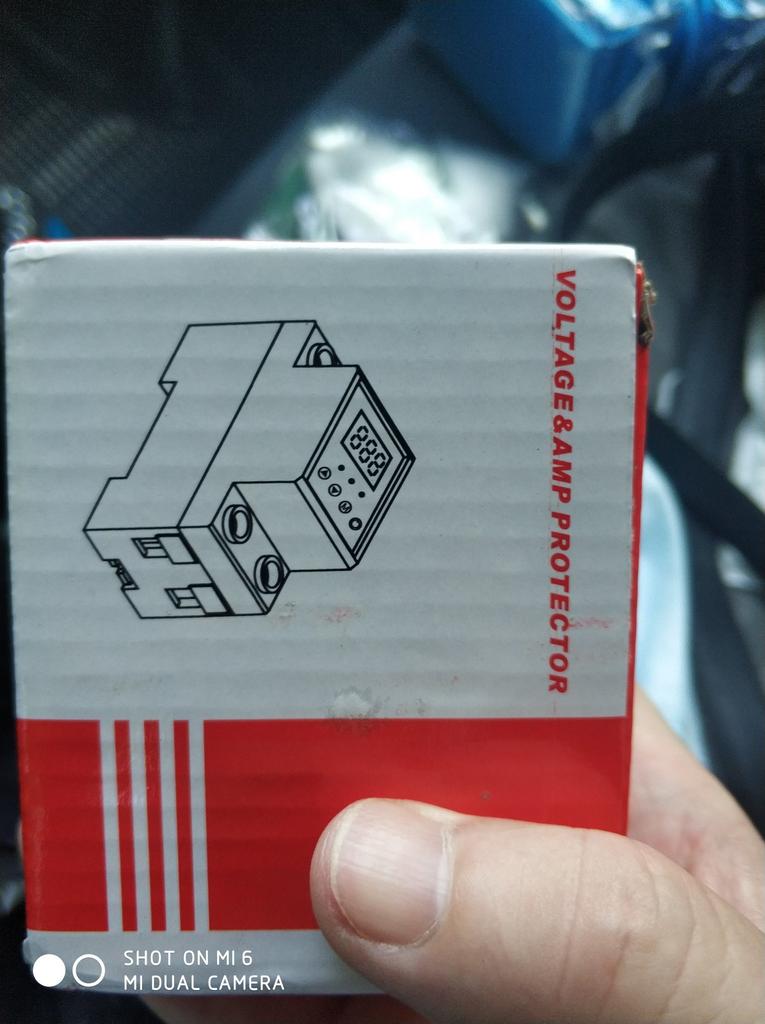 VOLTAGE&AMP PROTECTOR
888
M
SHOT ON MI 6
MI DUAL CAMERA